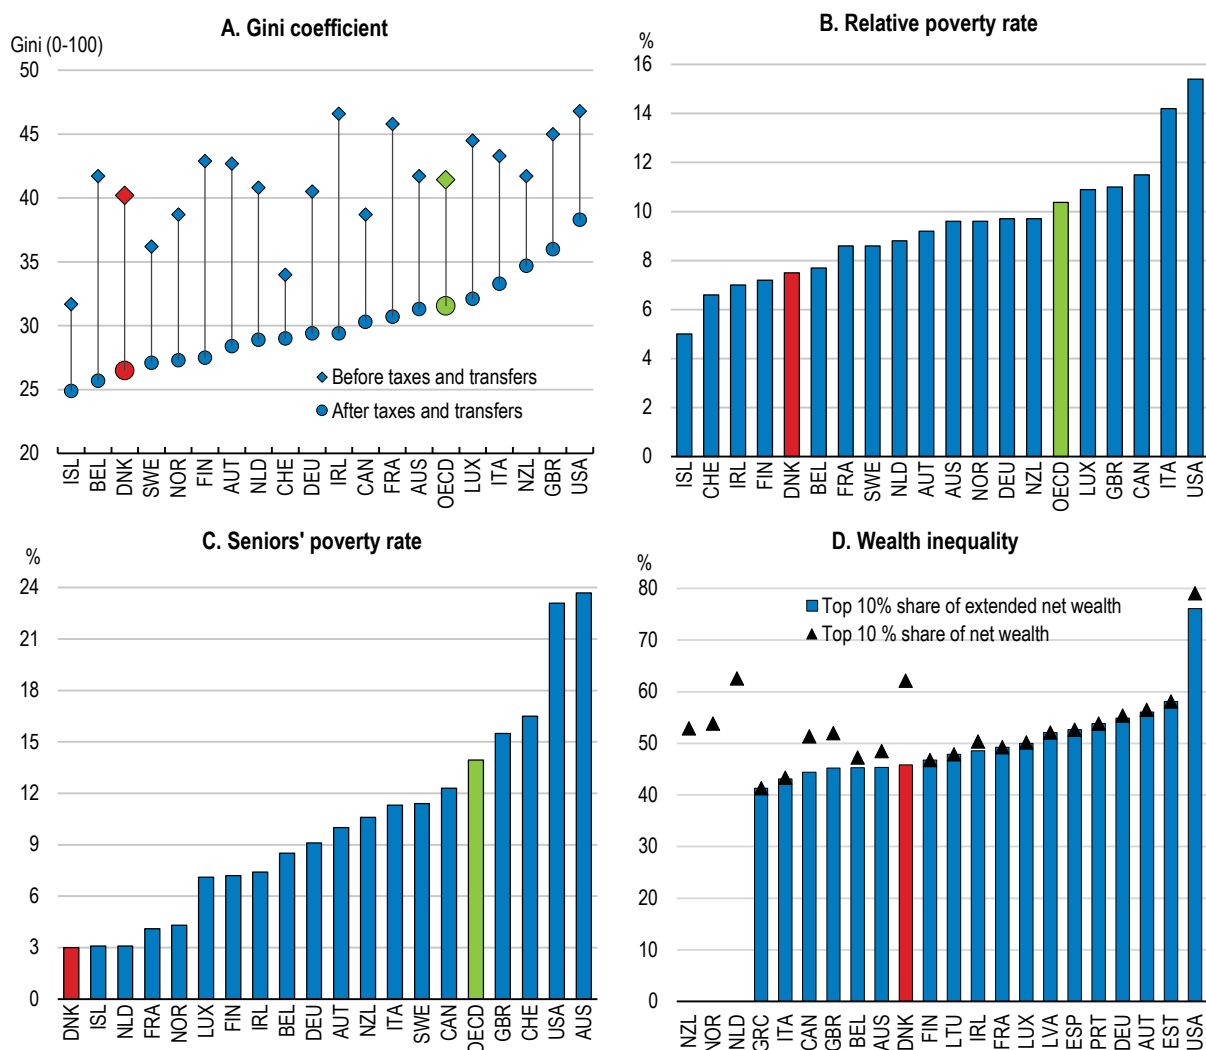 A. Gini coefficient
Gini (0-100)
50
45
40
35
30
25
20
Before taxes and transfers
After taxes and transfers
ISL BEL DNK SWE NOR FIN AUT NLD CHE DEU IRL CAN FRA AUS OECD LUX ITA NZL GBR USA
B. Relative poverty rate
%
16
14
12
10
8
6
4
2
0
ISL CHE IRL FIN DNK BEL FRA SWE NLD AUT AUS NOR DEU NZL OECD LUX GBR CAN ITA USA
C. Seniors' poverty rate
%
24
21
18
15
12
9
6
3
0
DNK ISL NLD FRA NOR LUX FIN IRL BEL DEU AUT NZL ITA SWE CAN OECD GBR CHE USA AUS
D. Wealth inequality
%
80
70
60
50
40
30
20
10
0
Top 10% share of extended net wealth
Top 10 % share of net wealth
NZL NOR NLD GRC ITA CAN GBR BEL AUS DNK FIN LTU IRL FRA LUX LVA ESP PRT DEU AUT EST USA